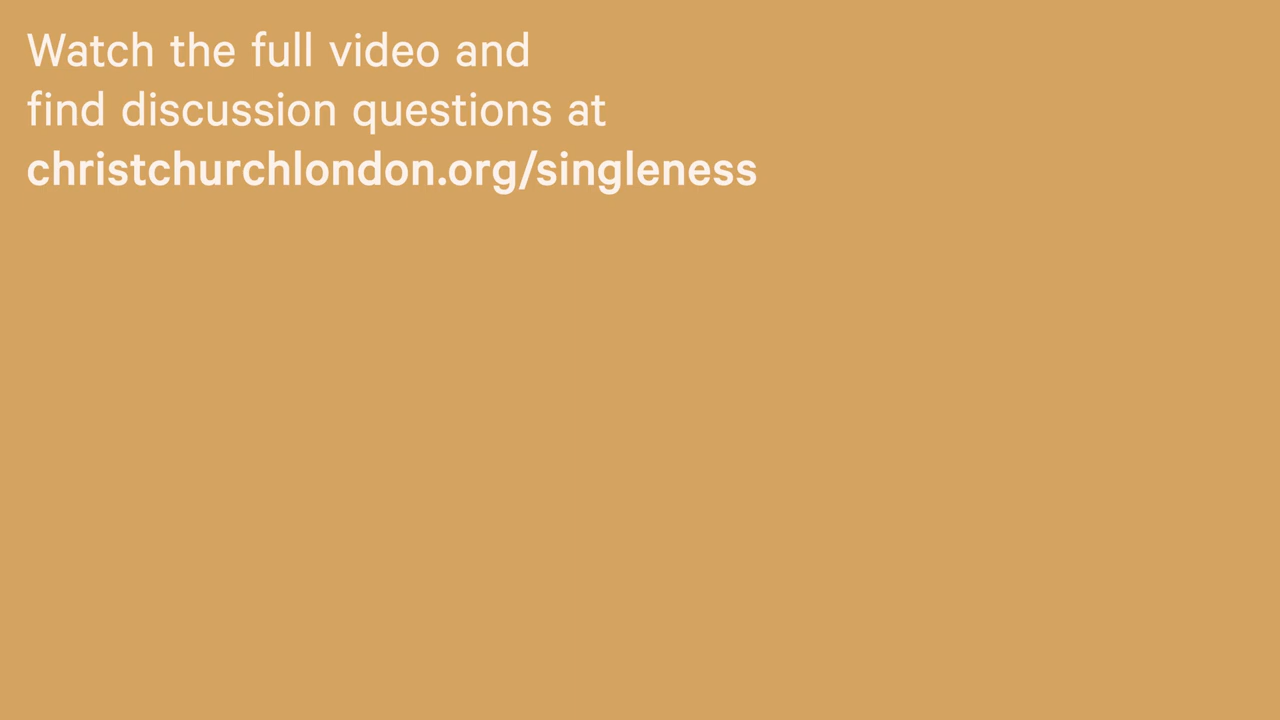 Watch the full video and
find discussion questions at
christchurchlondon.org/singleness